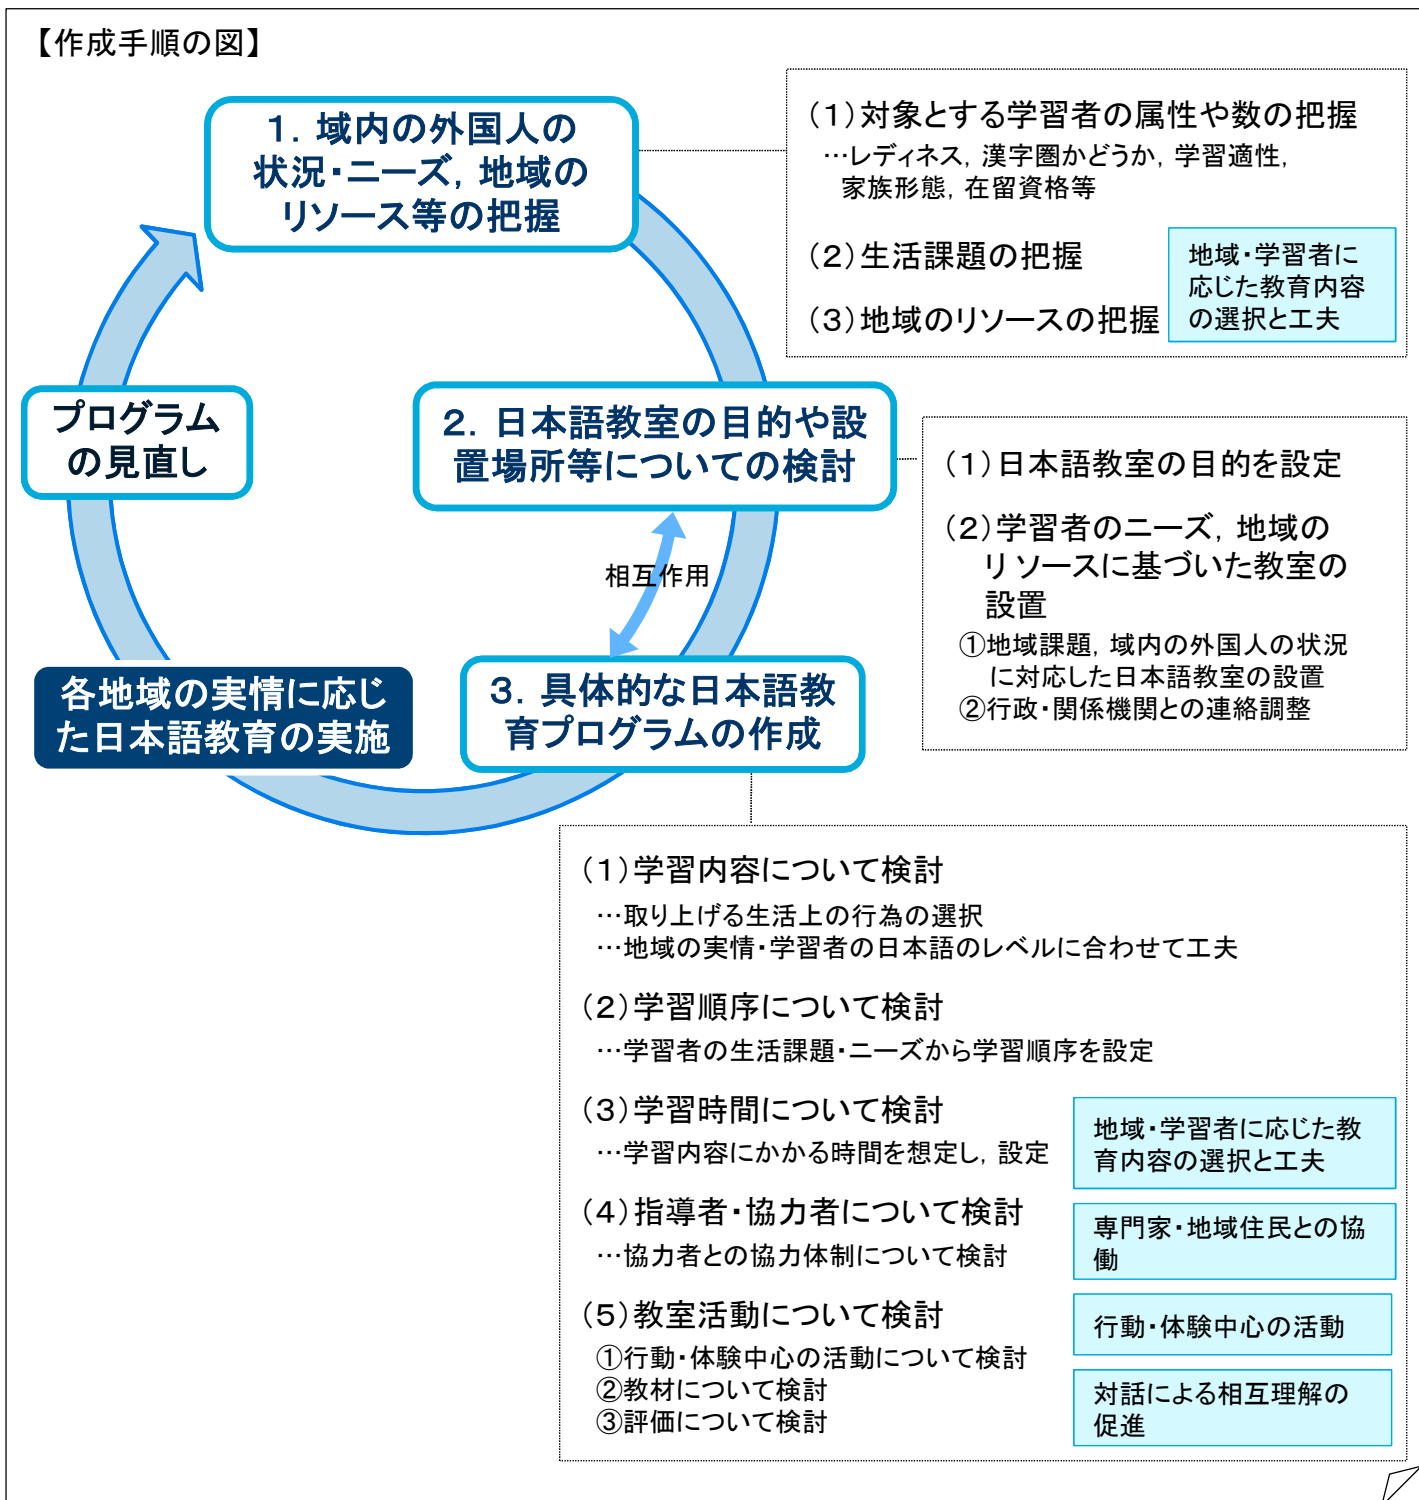 【作成手順の図】
１．域内の外国人の
状況・ニーズ，地域の
リソース等の把握
（１）対象とする学習者の属性や数の把握
…レディネス，漢字圏かどうか，学習適性，
家族形態，在留資格等
（２）生活課題の把握
（３）地域のリソースの把握
地域・学習者に
応じた教育内容
の選択と工夫
プログラム
の見直し
２．日本語教室の目的や設
置場所等についての検討
（１）日本語教室の目的を設定
（２）学習者のニーズ，地域の
リソースに基づいた教室の
設置
①地域課題，域内の外国人の状況
に対応した日本語教室の設置
②行政・関係機関との連絡調整
相互作用
各地域の実情に応じ
た日本語教育の実施
３．具体的な日本語教
育プログラムの作成
（１）学習内容について検討
…取り上げる生活上の行為の選択
…地域の実情・学習者の日本語のレベルに合わせて工夫
（２）学習順序について検討
…学習者の生活課題・ニーズから学習順序を設定
（３）学習時間について検討
…学習内容にかかる時間を想定し，設定
地域・学習者に応じた教
育内容の選択と工夫
（４）指導者・協力者について検討
…協力者との協力体制について検討
専門家・地域住民との協
働
（５）教室活動について検討
①行動・体験中心の活動について検討
②教材について検討
③評価について検討
行動・体験中心の活動
対話による相互理解の
促進